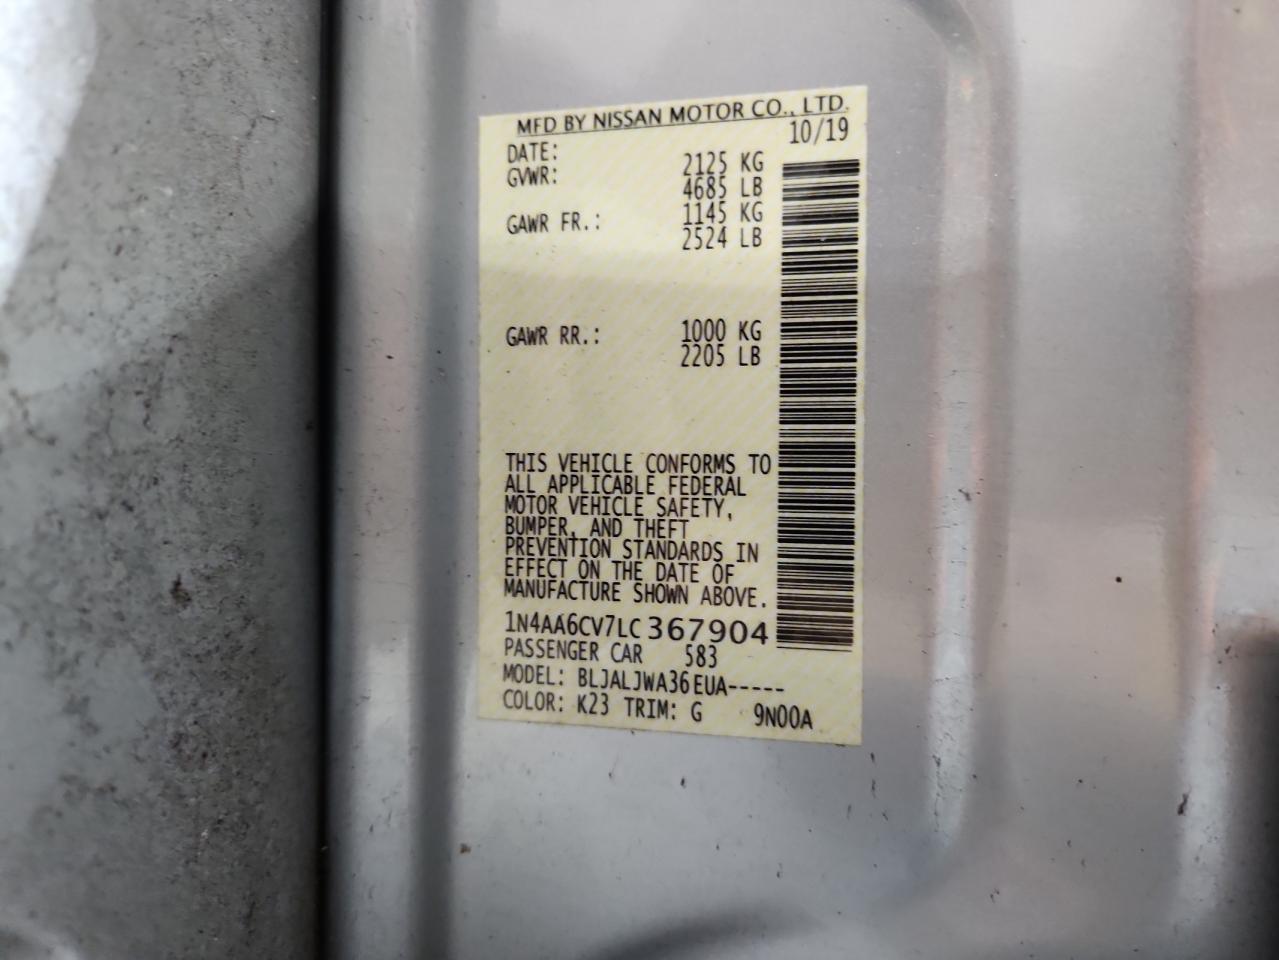 MFD BY NISSAN MOTOR CO., LTD.
DATE: 10/19
GVWR: 2125 KG
4685 LB
GAWR FR.: 1145 KG
2524 LB
GAWR RR.: 1000 KG
2205 LB
THIS VEHICLE CONFORMS TO
ALL APPLICABLE FEDERAL
MOTOR VEHICLE SAFETY,
BUMPER, AND THEFT
PREVENTION STANDARDS IN
EFFECT ON THE DATE OF
MANUFACTURE SHOWN ABOVE.
1N4AA6CV7LC367904
PASSENGER CAR 583
MODEL: BLJALJWA36EUA-----
COLOR: K23 TRIM: G 9N00A